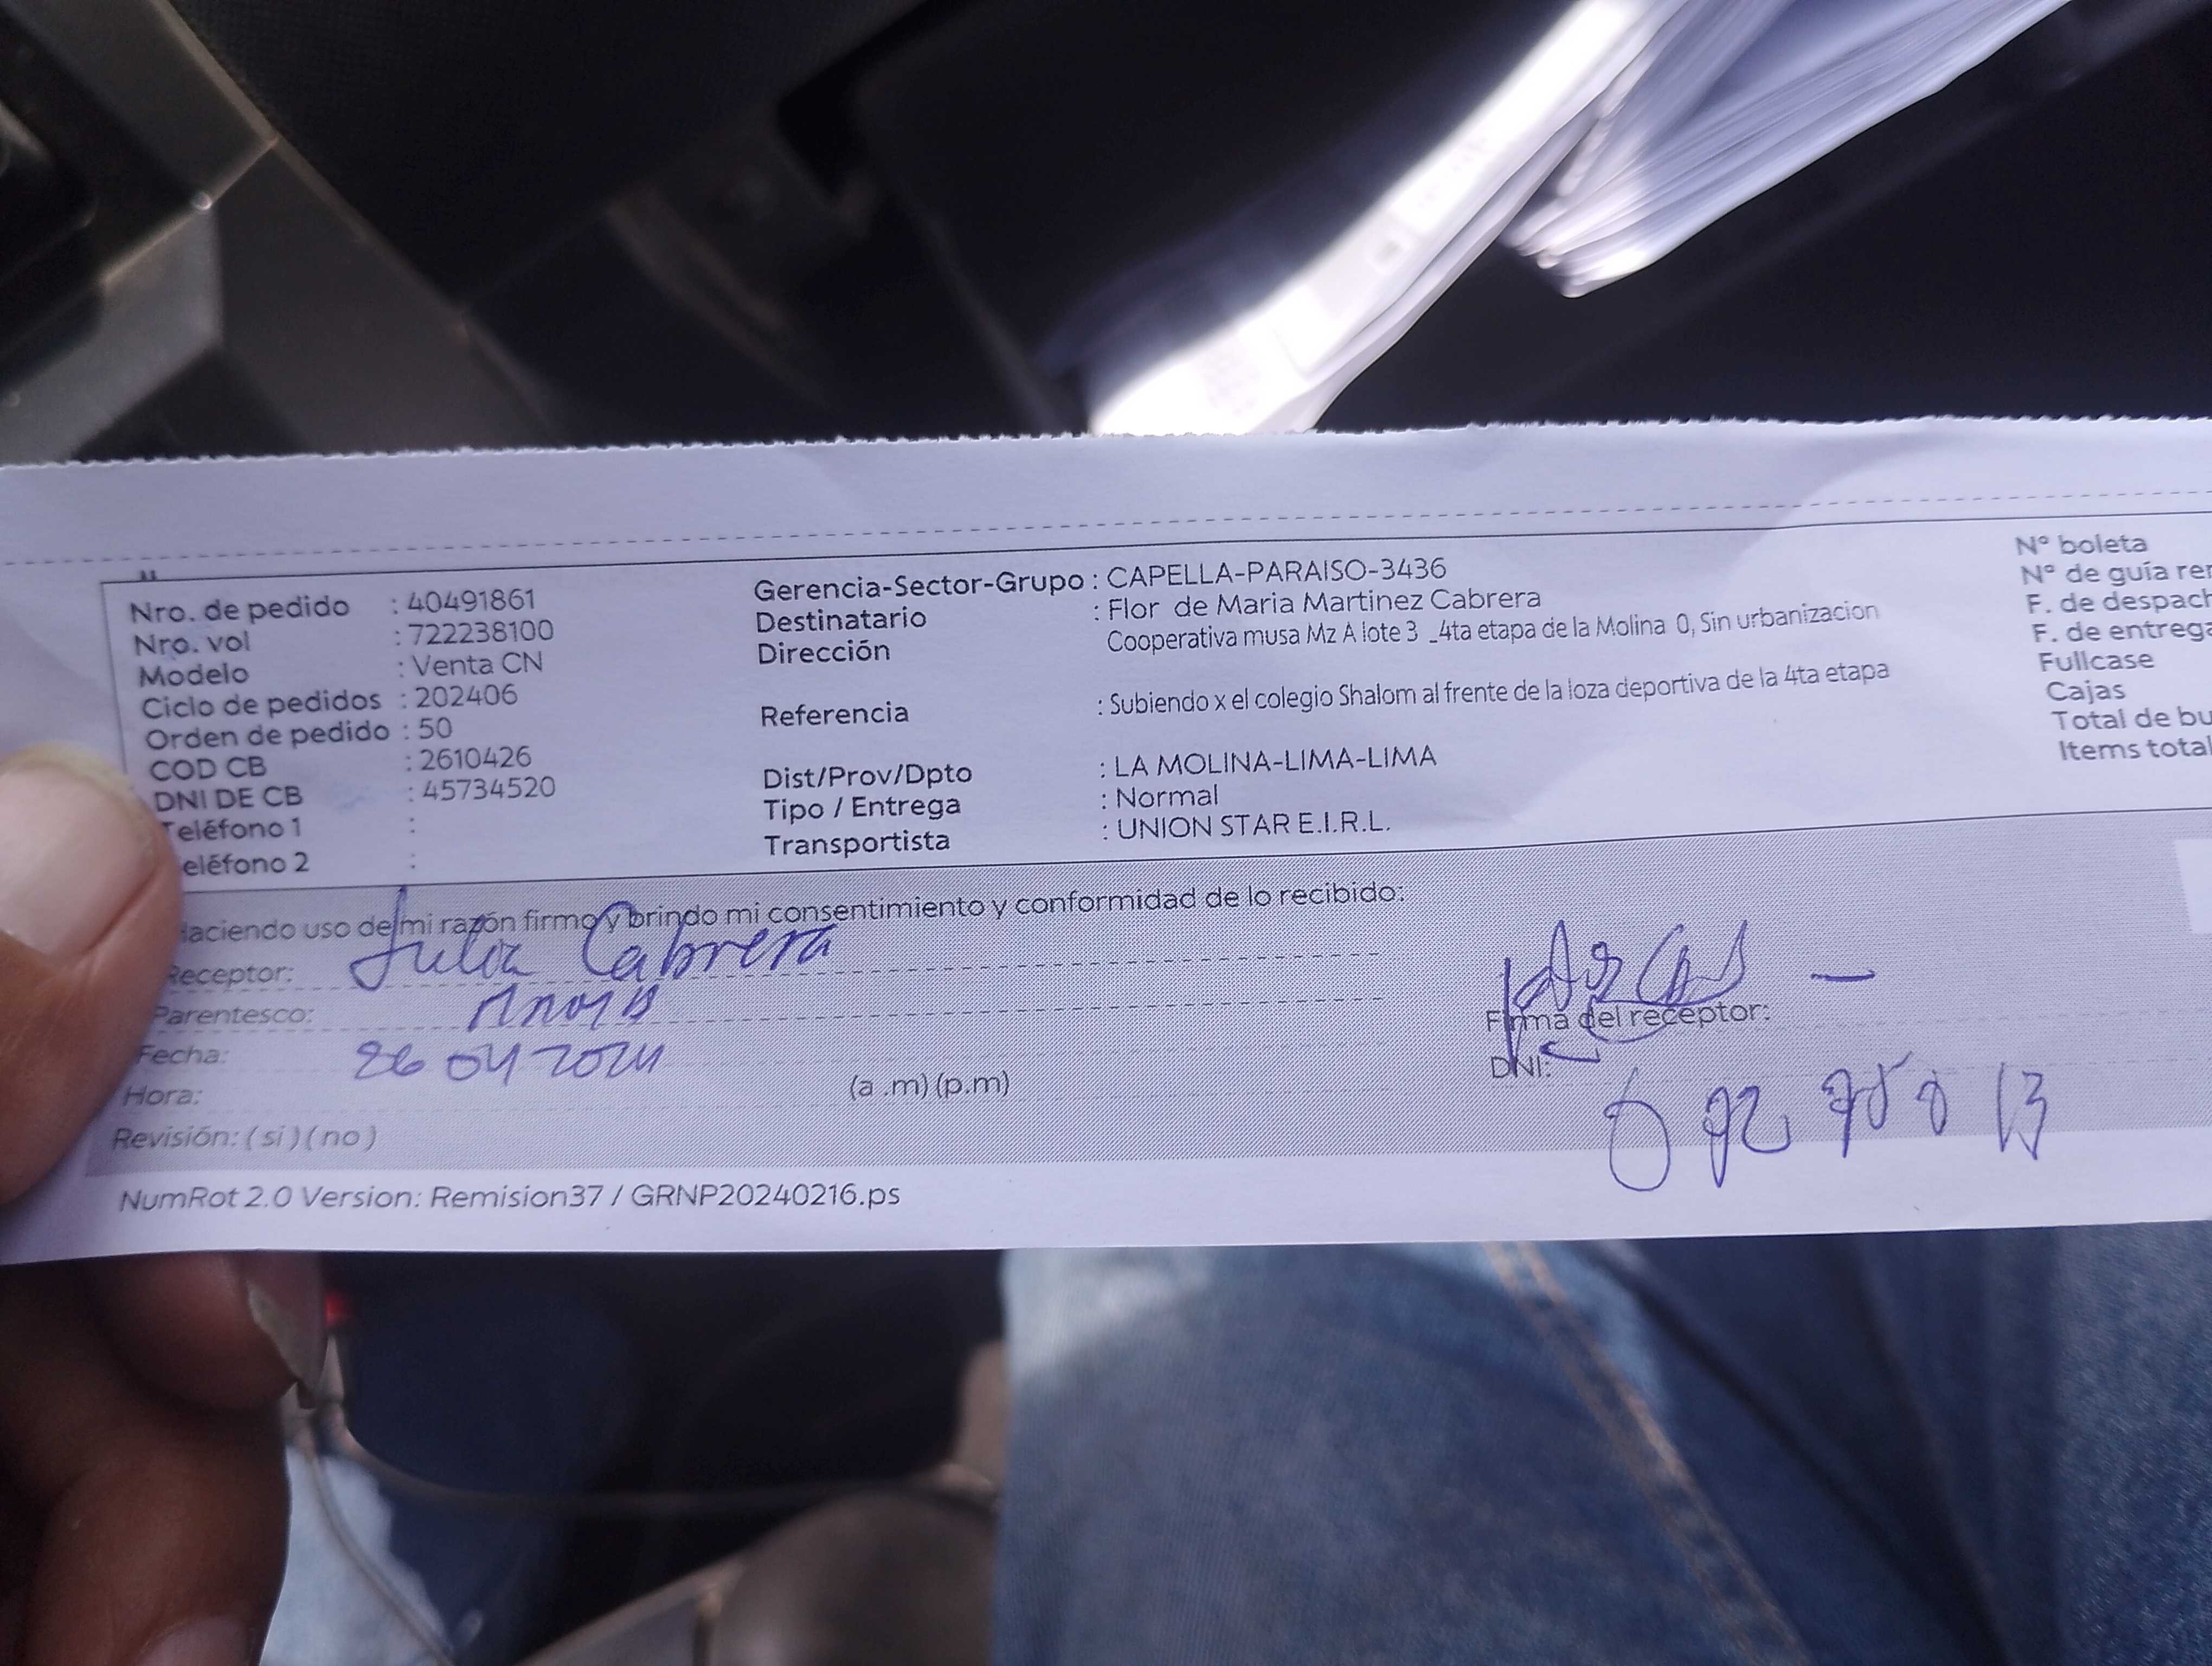 Nro. de pedido : 40491861
Nro. vol : 722238100
Modelo : Venta CN
Ciclo de pedidos : 202406
Orden de pedido : 50
COD CB : 2610426
DNI DE CB : 45734520
Teléfono 1 :
eléfono 2 :
Gerencia-Sector-Grupo : CAPELLA-PARAISO-3436
Destinatario : Flor de Maria Martinez Cabrera
Dirección Cooperativa musa Mz A lote 3 _4ta etapa de la Molina 0, Sin urbanizacion
Referencia : Subiendo x el colegio Shalom al frente de la loza deportiva de la 4ta etapa
Dist/Prov/Dpto : LA MOLINA-LIMA-LIMA
Tipo / Entrega : Normal
Transportista : UNION STAR E.I.R.L.
N° boleta
N° de guía rem
F. de despach
F. de entrega
Fullcase
Cajas
Total de bu
Items total
Haciendo uso de mi razón firmo y brindo mi consentimiento y conformidad de lo recibido:
Receptor: Julia Cabrera
Parentesco:
Fecha: 26 04 2024
Hora: (a .m) (p.m)
Revisión: ( si ) ( no )
Firma del receptor:
DNI:
NumRot 2.0 Version: Remision37 / GRNP20240216.ps